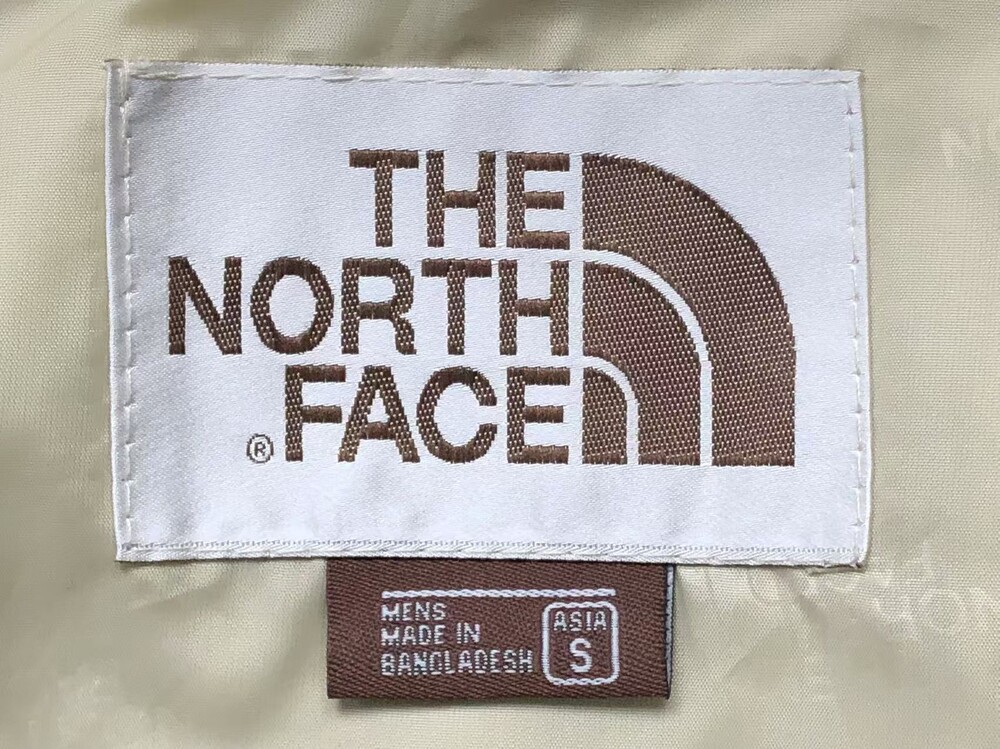 THE
NORTH
® FACE
MENS
MADE IN
BANGLADESH
ASIA
S